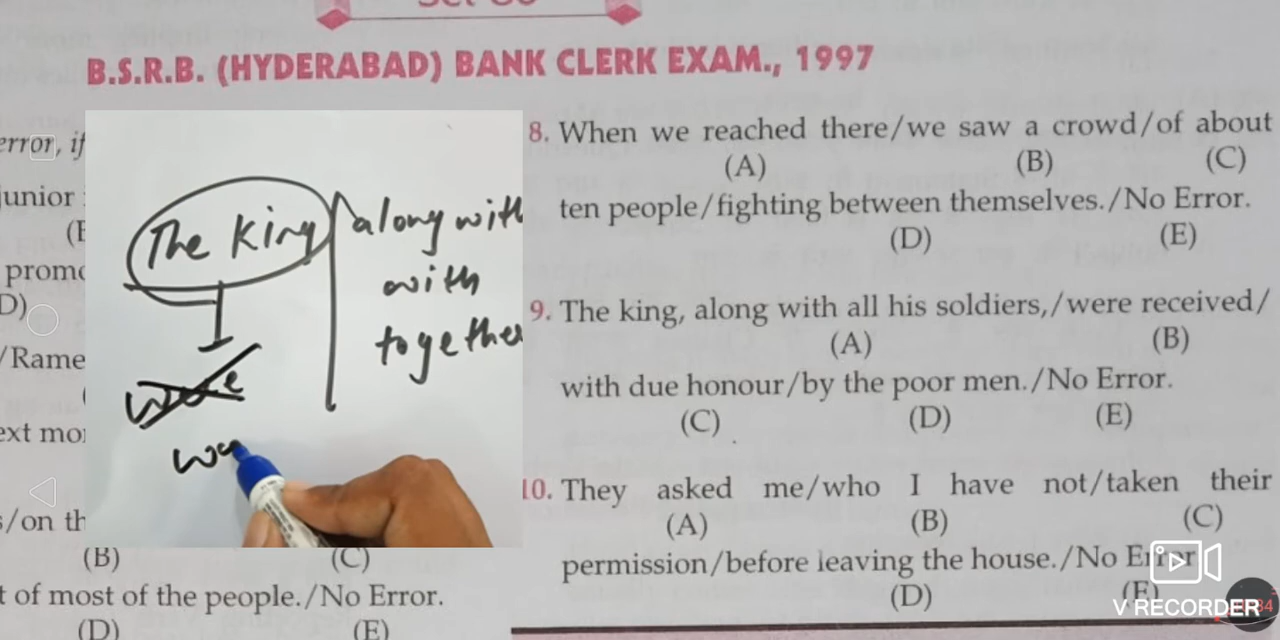 B.S.R.B. (HYDERABAD) BANK CLERK EXAM., 1997
error, if
junior
promo
D)
/Rame
ext mo
s/on th
(B) (C)
t of most of the people./No Error.
(D) (E)
The King along with
with
together
were
wa
8. When we reached there/we saw a crowd/of about
(A) (B) (C)
ten people/fighting between themselves./No Error.
(D) (E)
9. The king, along with all his soldiers,/were received/
(A) (B)
with due honour/by the poor men./No Error.
(C) (D) (E)
10. They asked me/who I have not/taken their
(A) (B) (C)
permission/before leaving the house./No Error
(D) (E)
V RECORDER